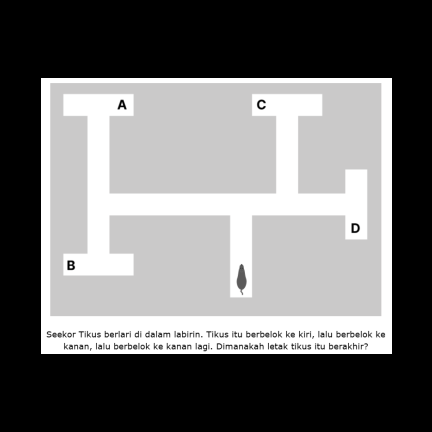 A
C
D
B
Seekor Tikus berlari di dalam labirin. Tikus itu berbelok ke kiri, lalu berbelok ke
kanan, lalu berbelok ke kanan lagi. Dimanakah letak tikus itu berakhir?